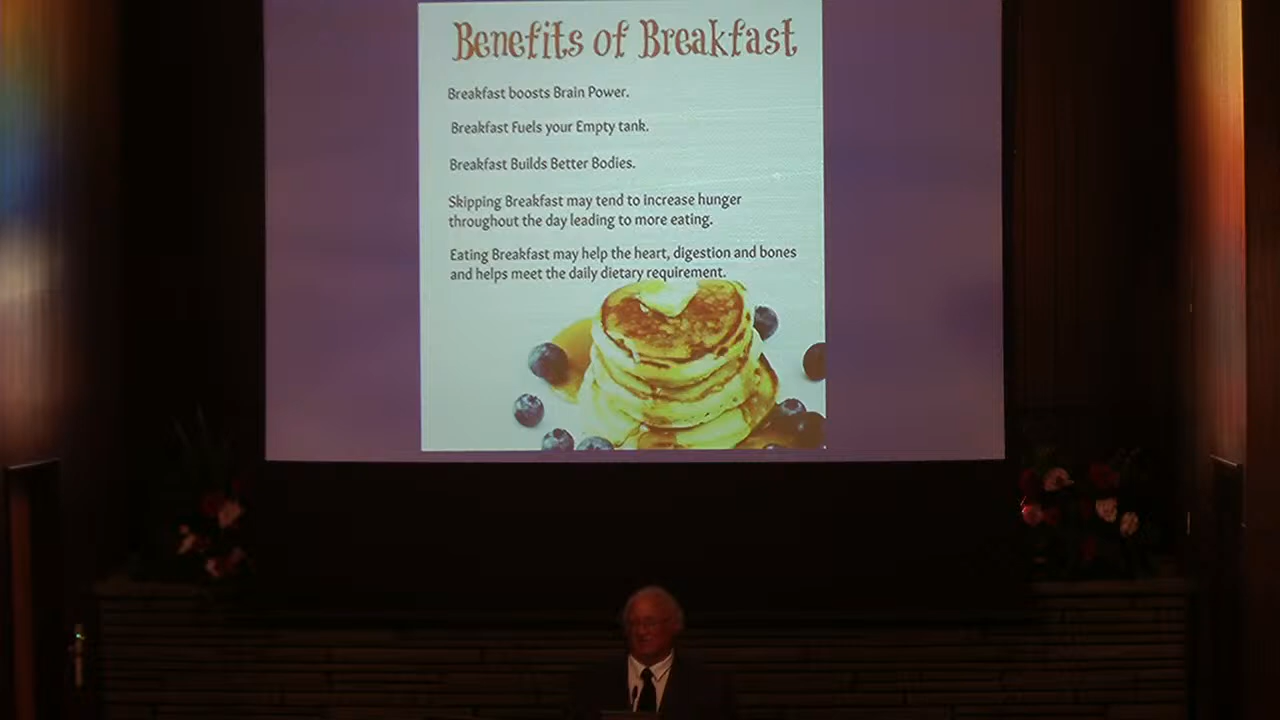 Benefits of Breakfast
Breakfast boosts Brain Power.
Breakfast Fuels your Empty tank.
Breakfast Builds Better Bodies.
Skipping Breakfast may tend to increase hunger
throughout the day leading to more eating.
Eating Breakfast may help the heart, digestion and bones
and helps meet the daily dietary requirement.